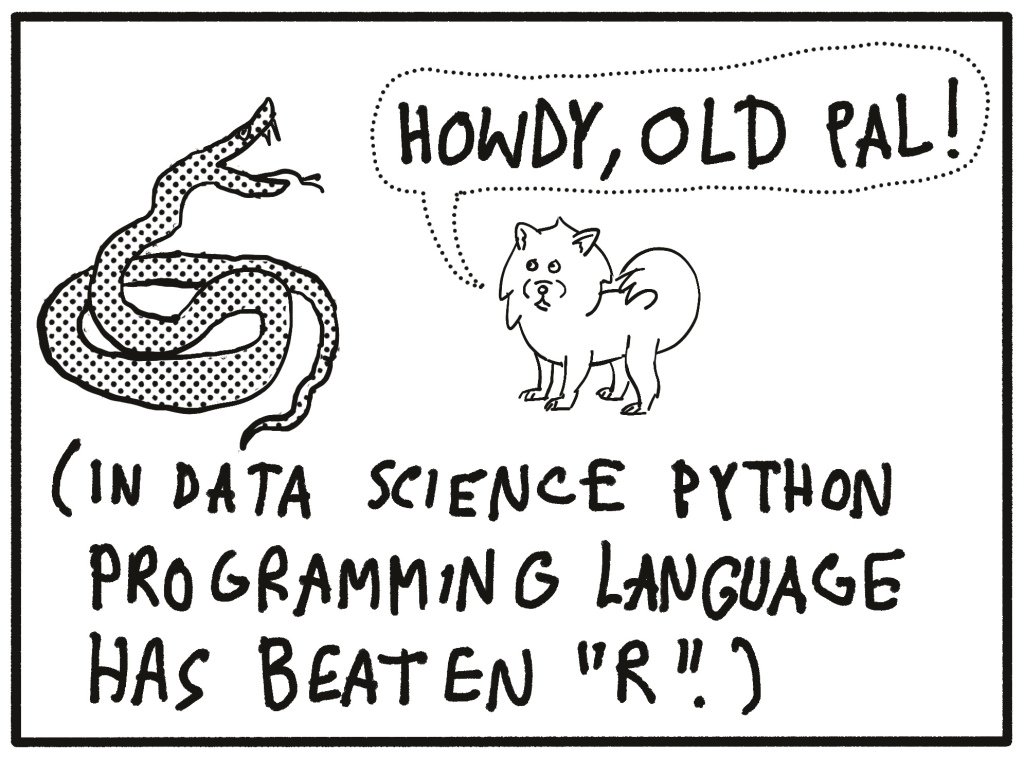 HOWDY, OLD PAL!
(IN DATA SCIENCE PYTHON
PROGRAMMING LANGUAGE
HAS BEATEN "R".)